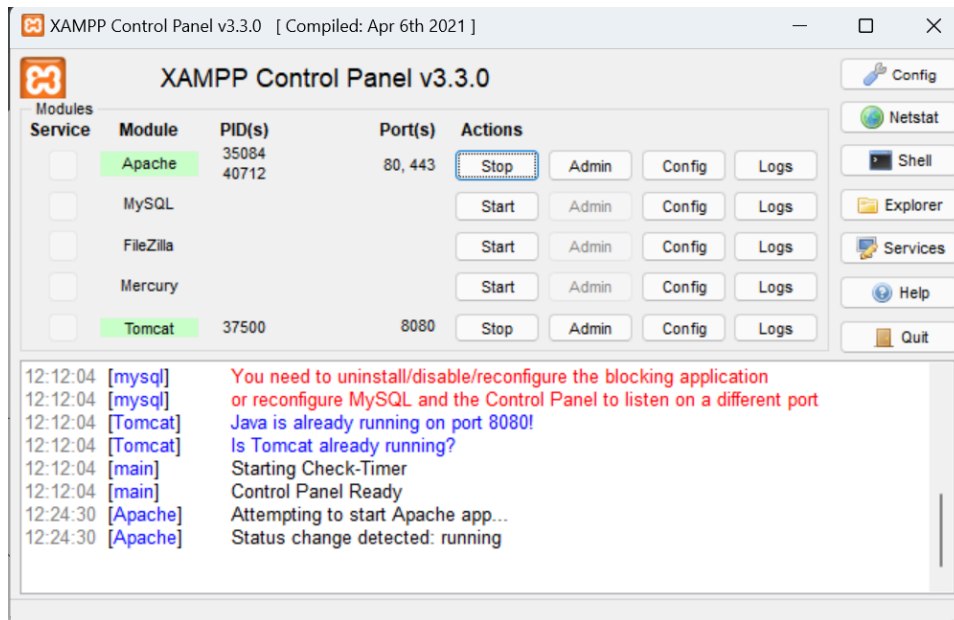 XAMPP Control Panel v3.3.0 [ Compiled: Apr 6th 2021 ]
XAMPP Control Panel v3.3.0
Config
Netstat
Shell
Explorer
Services
Help
Quit
Modules
Service Module PID(s) Port(s) Actions
Apache 35084 40712 80, 443 Stop Admin Config Logs
MySQL Start Admin Config Logs
FileZilla Start Admin Config Logs
Mercury Start Admin Config Logs
Tomcat 37500 8080 Stop Admin Config Logs
12:12:04 [mysql] You need to uninstall/disable/reconfigure the blocking application
12:12:04 [mysql] or reconfigure MySQL and the Control Panel to listen on a different port
12:12:04 [Tomcat] Java is already running on port 8080!
12:12:04 [Tomcat] Is Tomcat already running?
12:12:04 [main] Starting Check-Timer
12:12:04 [main] Control Panel Ready
12:24:30 [Apache] Attempting to start Apache app...
12:24:30 [Apache] Status change detected: running